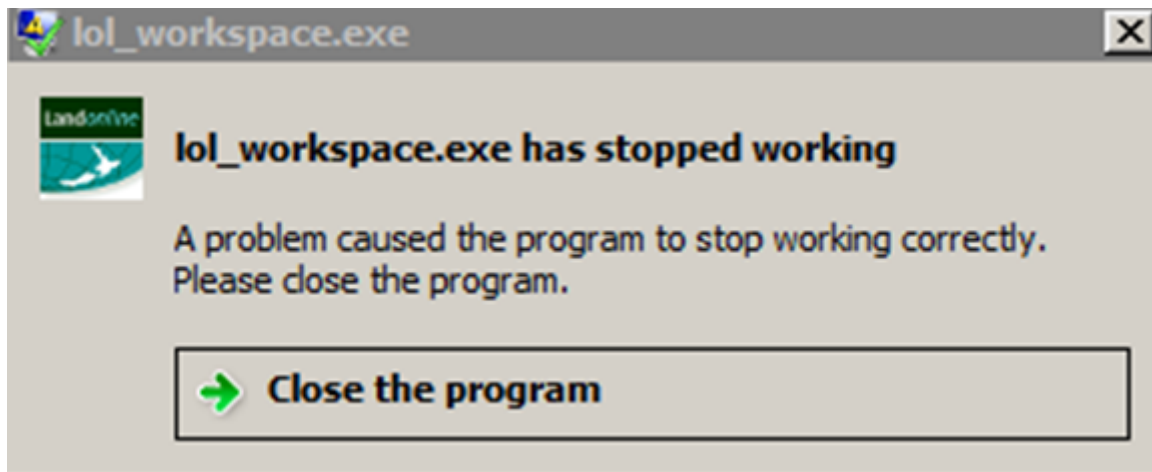 lol_workspace.exe
Landonline
lol_workspace.exe has stopped working
A problem caused the program to stop working correctly.
Please close the program.
Close the program